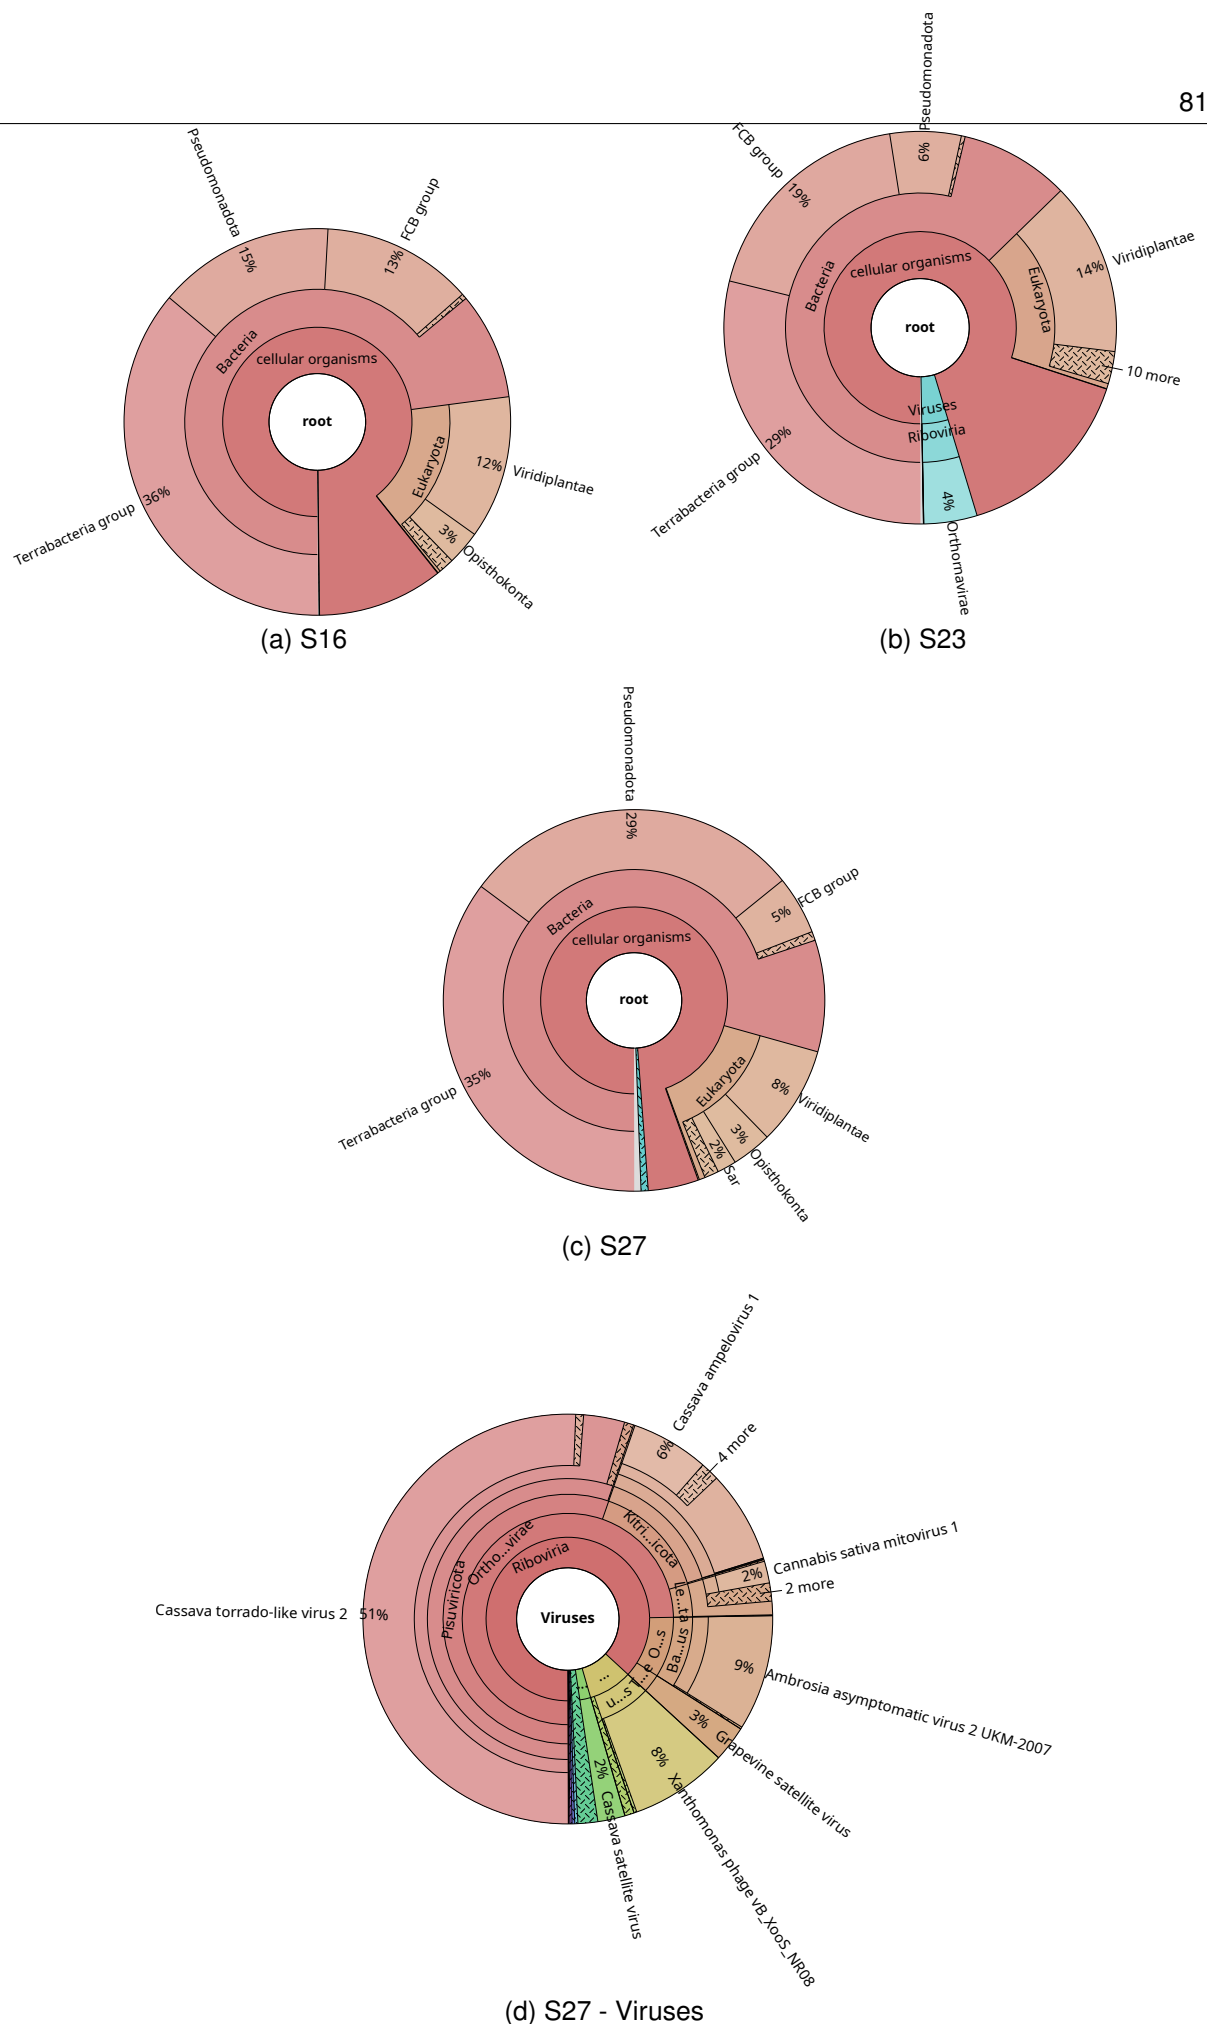 81
Pseudomonadota
15%
FCB group
13%
Bacteria
cellular organisms
root
Eukaryota
12%
Viridiplantae
3%
Opisthokonta
Terrabacteria group
36%
(a) S16
Pseudomonadota
6%
FCB group
19%
Bacteria
cellular organisms
root
Eukaryota
14%
Viridiplantae
10 more
Viruses
Riboviria
4%
Orthornavirae
Terrabacteria group
29%
(b) S23
Pseudomonadota
29%
FCB group
5%
Bacteria
cellular organisms
root
Eukaryota
8%
Viridiplantae
3%
Opisthokonta
2%
Sar
Terrabacteria group
35%
(c) S27
Cassava ampelovirus 1
6%
4 more
Kitri...icota
Ortho...virae
Riboviria
Pisuviricota
Viruses
Le...ta
Cannabis sativa mitovirus 1
2%
2 more
Cassava torrado-like virus 2 51%
O...s
Ba...us
9%
Ambrosia asymptomatic virus 2 UKM-2007
3%
Grapevine satellite virus
...
u...s
8%
Xanthomonas phage vB_XooS_NR08
2%
Cassava satellite virus
(d) S27 - Viruses